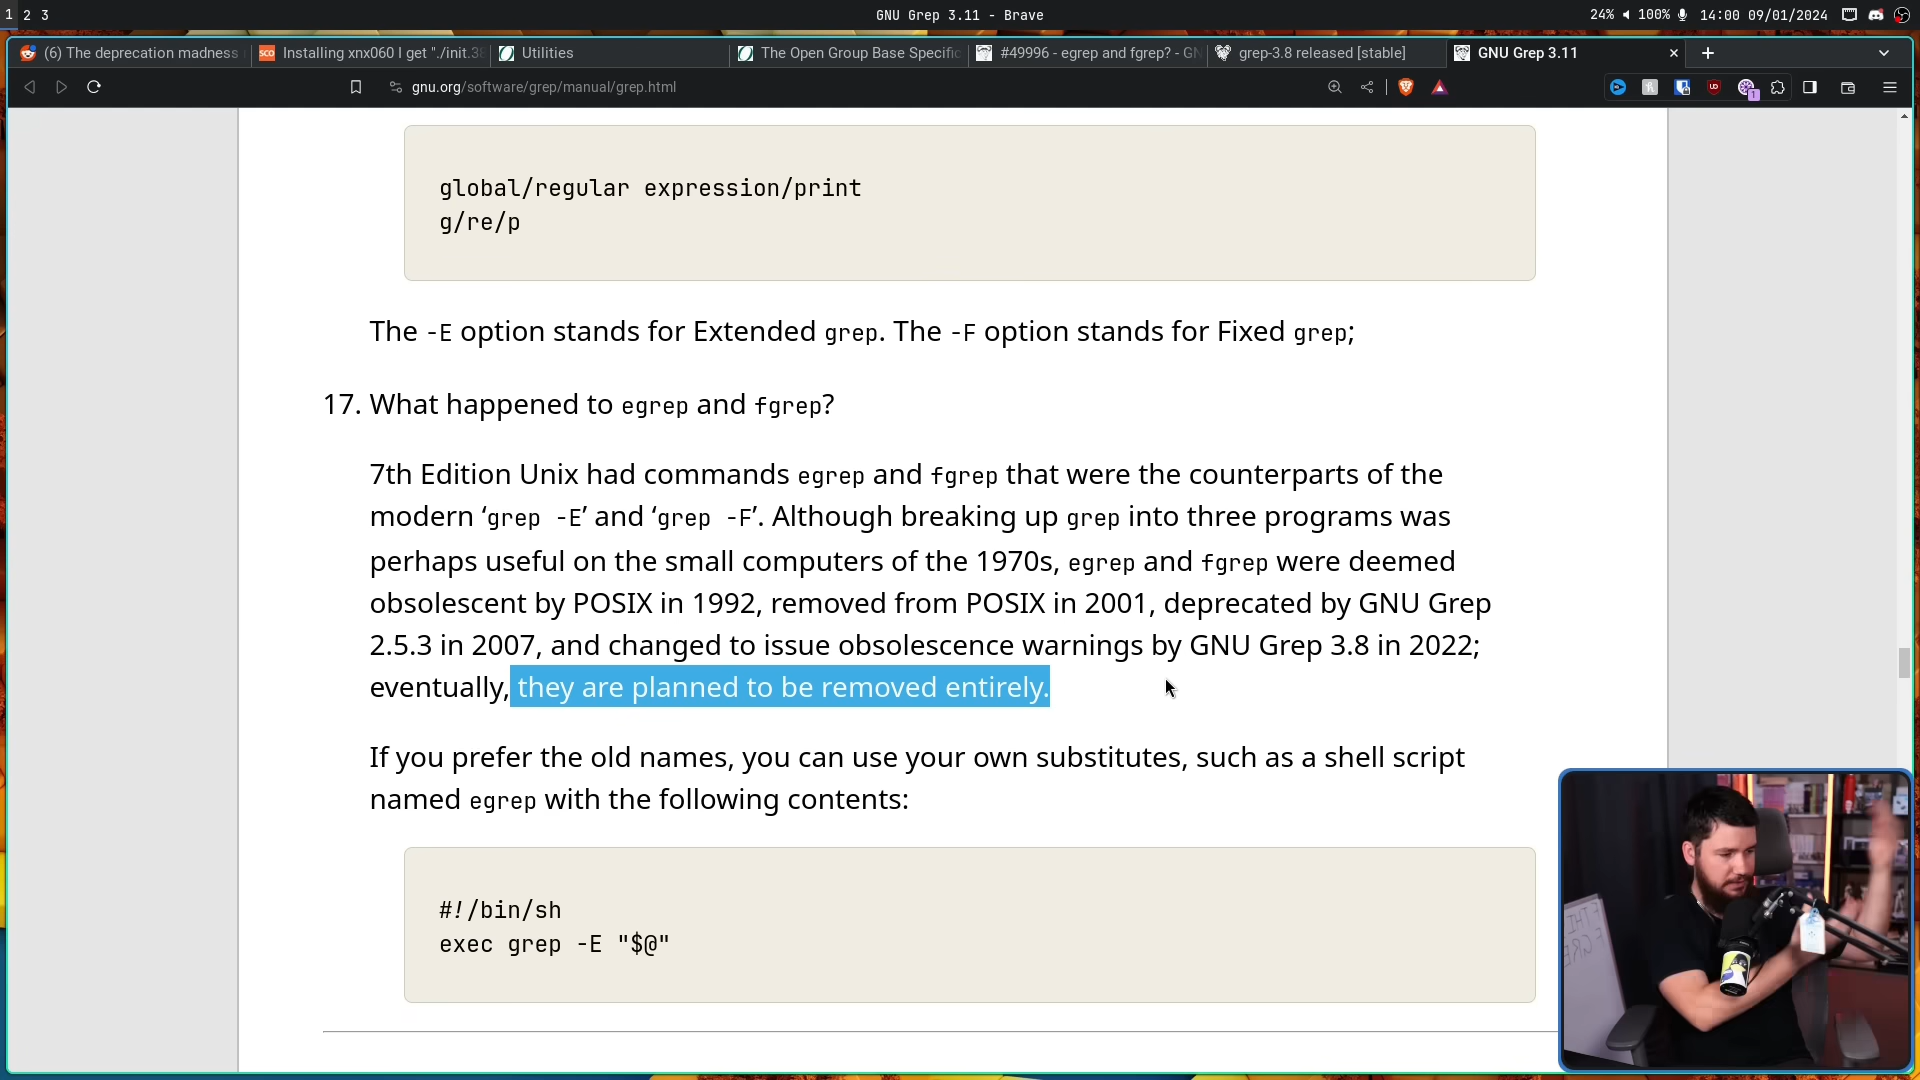 1 2 3
GNU Grep 3.11 - Brave
24% 100% 14:00 09/01/2024
(6) The deprecation madness
SCO Installing xnx060 I get "./init.38
Utilities
The Open Group Base Specific
#49996 - egrep and fgrep? - GN
grep-3.8 released [stable]
GNU Grep 3.11
gnu.org/software/grep/manual/grep.html
1
global/regular expression/print
g/re/p
The -E option stands for Extended grep. The -F option stands for Fixed grep;
17. What happened to egrep and fgrep?
7th Edition Unix had commands egrep and fgrep that were the counterparts of the
modern ‘grep -E’ and ‘grep -F’. Although breaking up grep into three programs was
perhaps useful on the small computers of the 1970s, egrep and fgrep were deemed
obsolescent by POSIX in 1992, removed from POSIX in 2001, deprecated by GNU Grep
2.5.3 in 2007, and changed to issue obsolescence warnings by GNU Grep 3.8 in 2022;
eventually, they are planned to be removed entirely.
If you prefer the old names, you can use your own substitutes, such as a shell script
named egrep with the following contents:
#!/bin/sh
exec grep -E "$@"